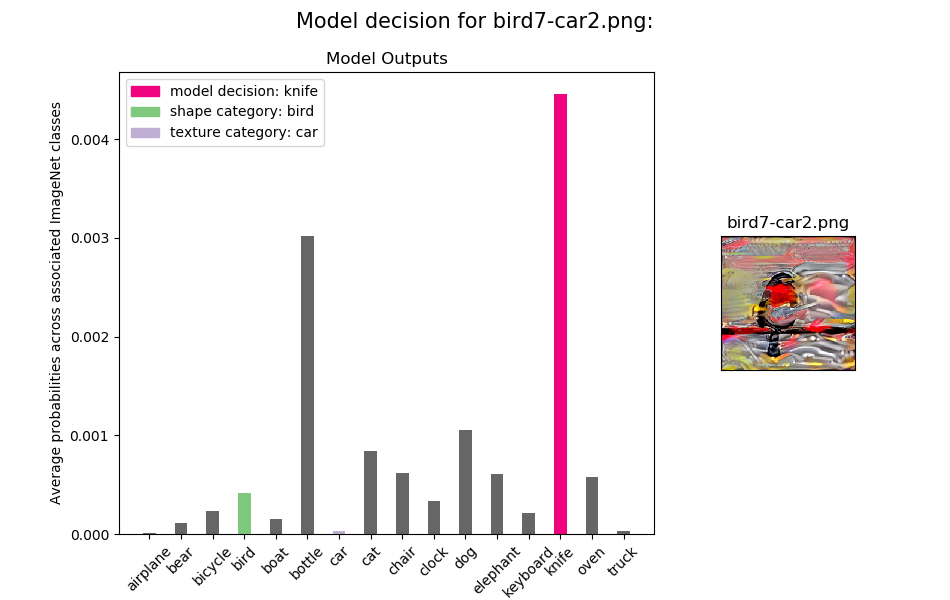 Model decision for bird7-car2.png:
Model Outputs
model decision: knife
shape category: bird
texture category: car
Average probabilities across associated ImageNet classes
0.004
0.003
0.002
0.001
0.000
airplane
bear
bicycle
bird
boat
bottle
car
cat
chair
clock
dog
elephant
keyboard
knife
oven
truck
bird7-car2.png